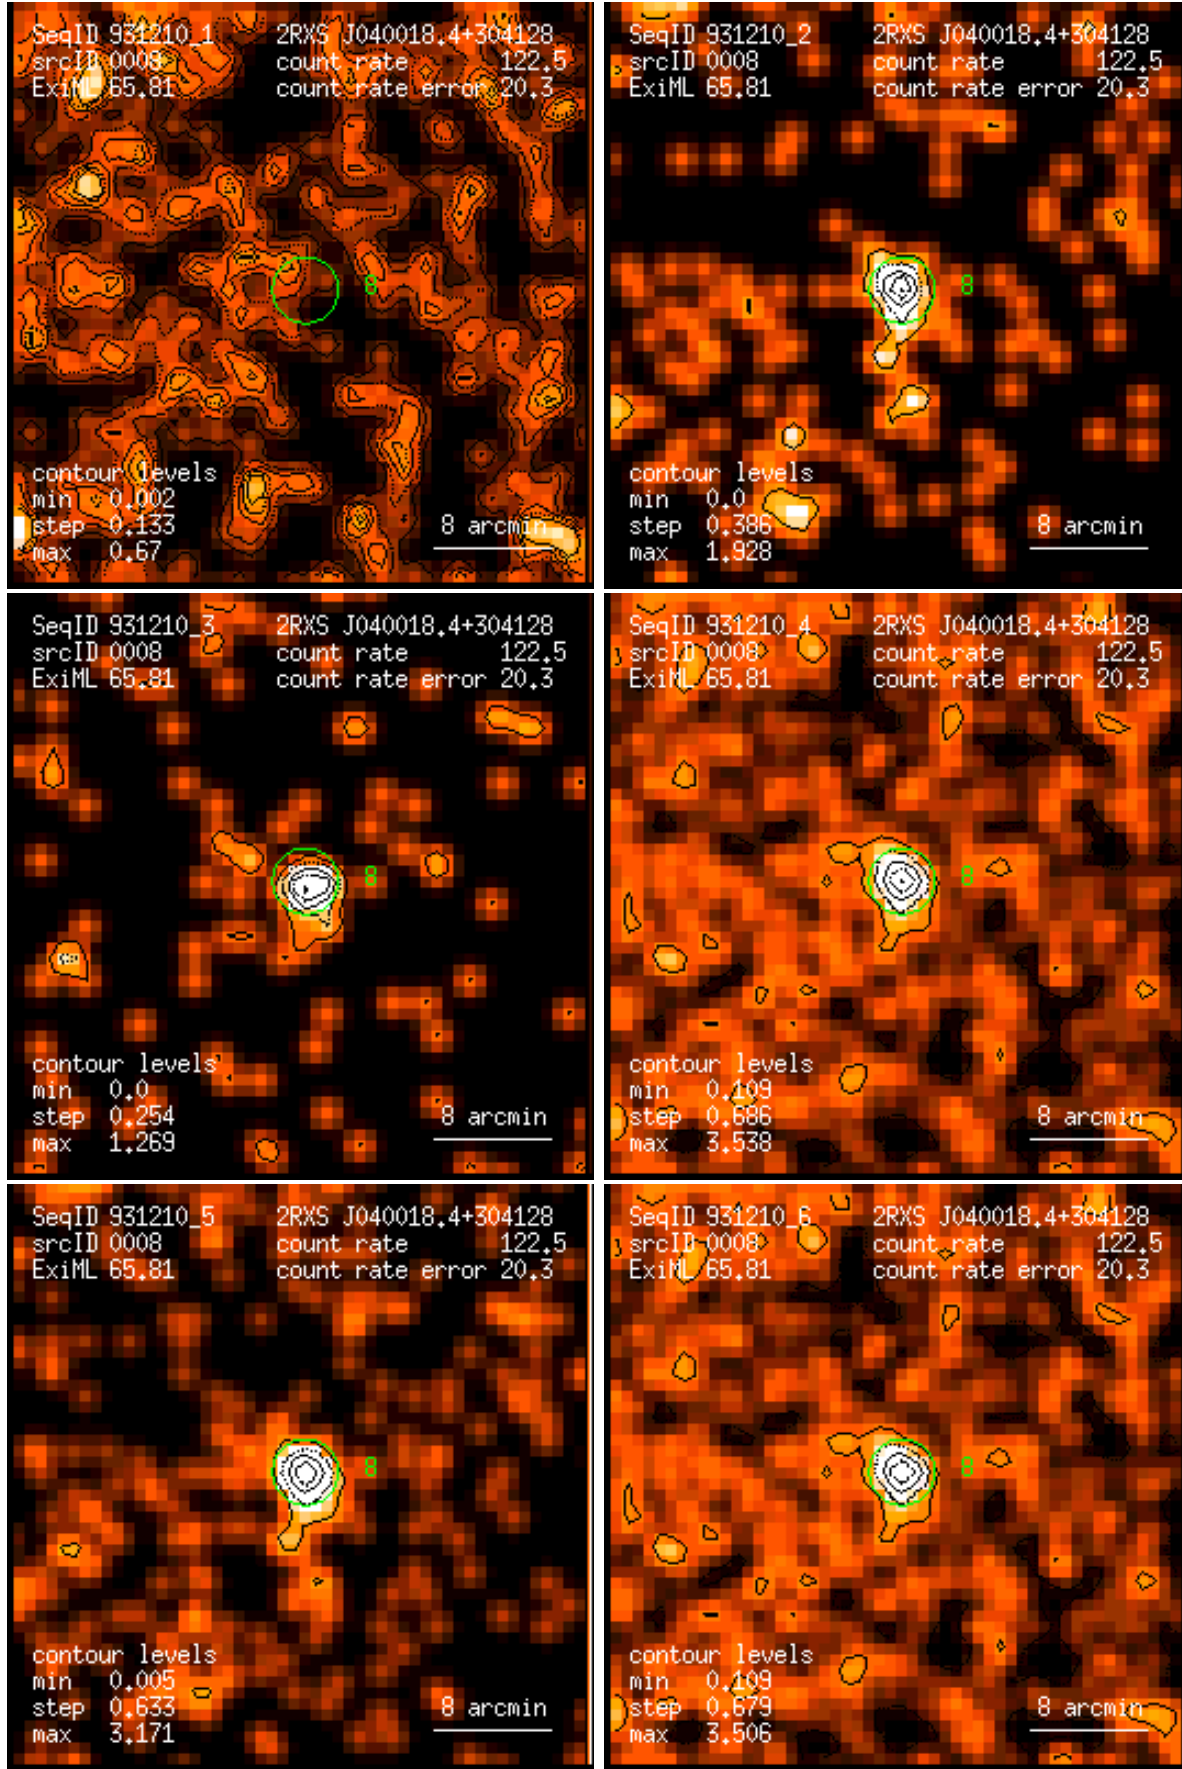 SeqID 931210_1 2RXS J040018.4+304128
srcID 0008 count rate 122.5
ExiML 65.81 count rate error 20.3
8
contour levels
min 0.002
step 0.133
max 0.67
8 arcmin
SeqID 931210_2 2RXS J040018.4+304128
srcID 0008 count rate 122.5
ExiML 65.81 count rate error 20.3
8
contour levels
min 0.0
step 0.386
max 1.928
8 arcmin
SeqID 931210_3 2RXS J040018.4+304128
srcID 0008 count rate 122.5
ExiML 65.81 count rate error 20.3
8
contour levels
min 0.0
step 0.254
max 1.269
8 arcmin
SeqID 931210_4 2RXS J040018.4+304128
srcID 0008 count rate 122.5
ExiML 65.81 count rate error 20.3
8
contour levels
min 0.109
step 0.686
max 3.538
8 arcmin
SeqID 931210_5 2RXS J040018.4+304128
srcID 0008 count rate 122.5
ExiML 65.81 count rate error 20.3
8
contour levels
min 0.005
step 0.633
max 3.171
8 arcmin
SeqID 931210_6 2RXS J040018.4+304128
srcID 0008 count rate 122.5
ExiML 65.81 count rate error 20.3
8
contour levels
min 0.109
step 0.679
max 3.506
8 arcmin